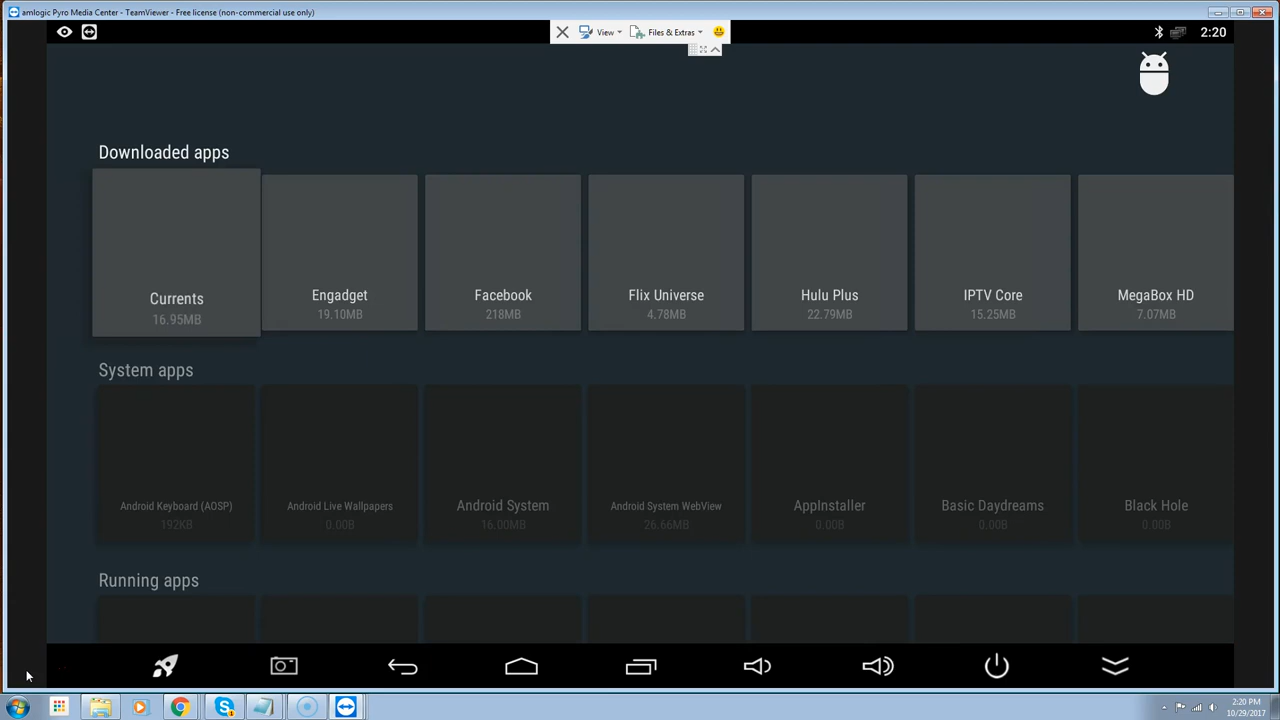 amlogic Pyro Media Center - TeamViewer - Free license (non-commercial use only)
View
Files & Extras
2:20
Downloaded apps
Currents
16.95MB
Engadget
19.10MB
Facebook
218MB
Flix Universe
4.78MB
Hulu Plus
22.79MB
IPTV Core
15.25MB
MegaBox HD
7.07MB
System apps
Android Keyboard (AOSP)
192KB
Android Live Wallpapers
0.00B
Android System
16.00MB
Android System WebView
26.66MB
AppInstaller
0.00B
Basic Daydreams
0.00B
Black Hole
0.00B
Running apps
2:20 PM
10/29/2017